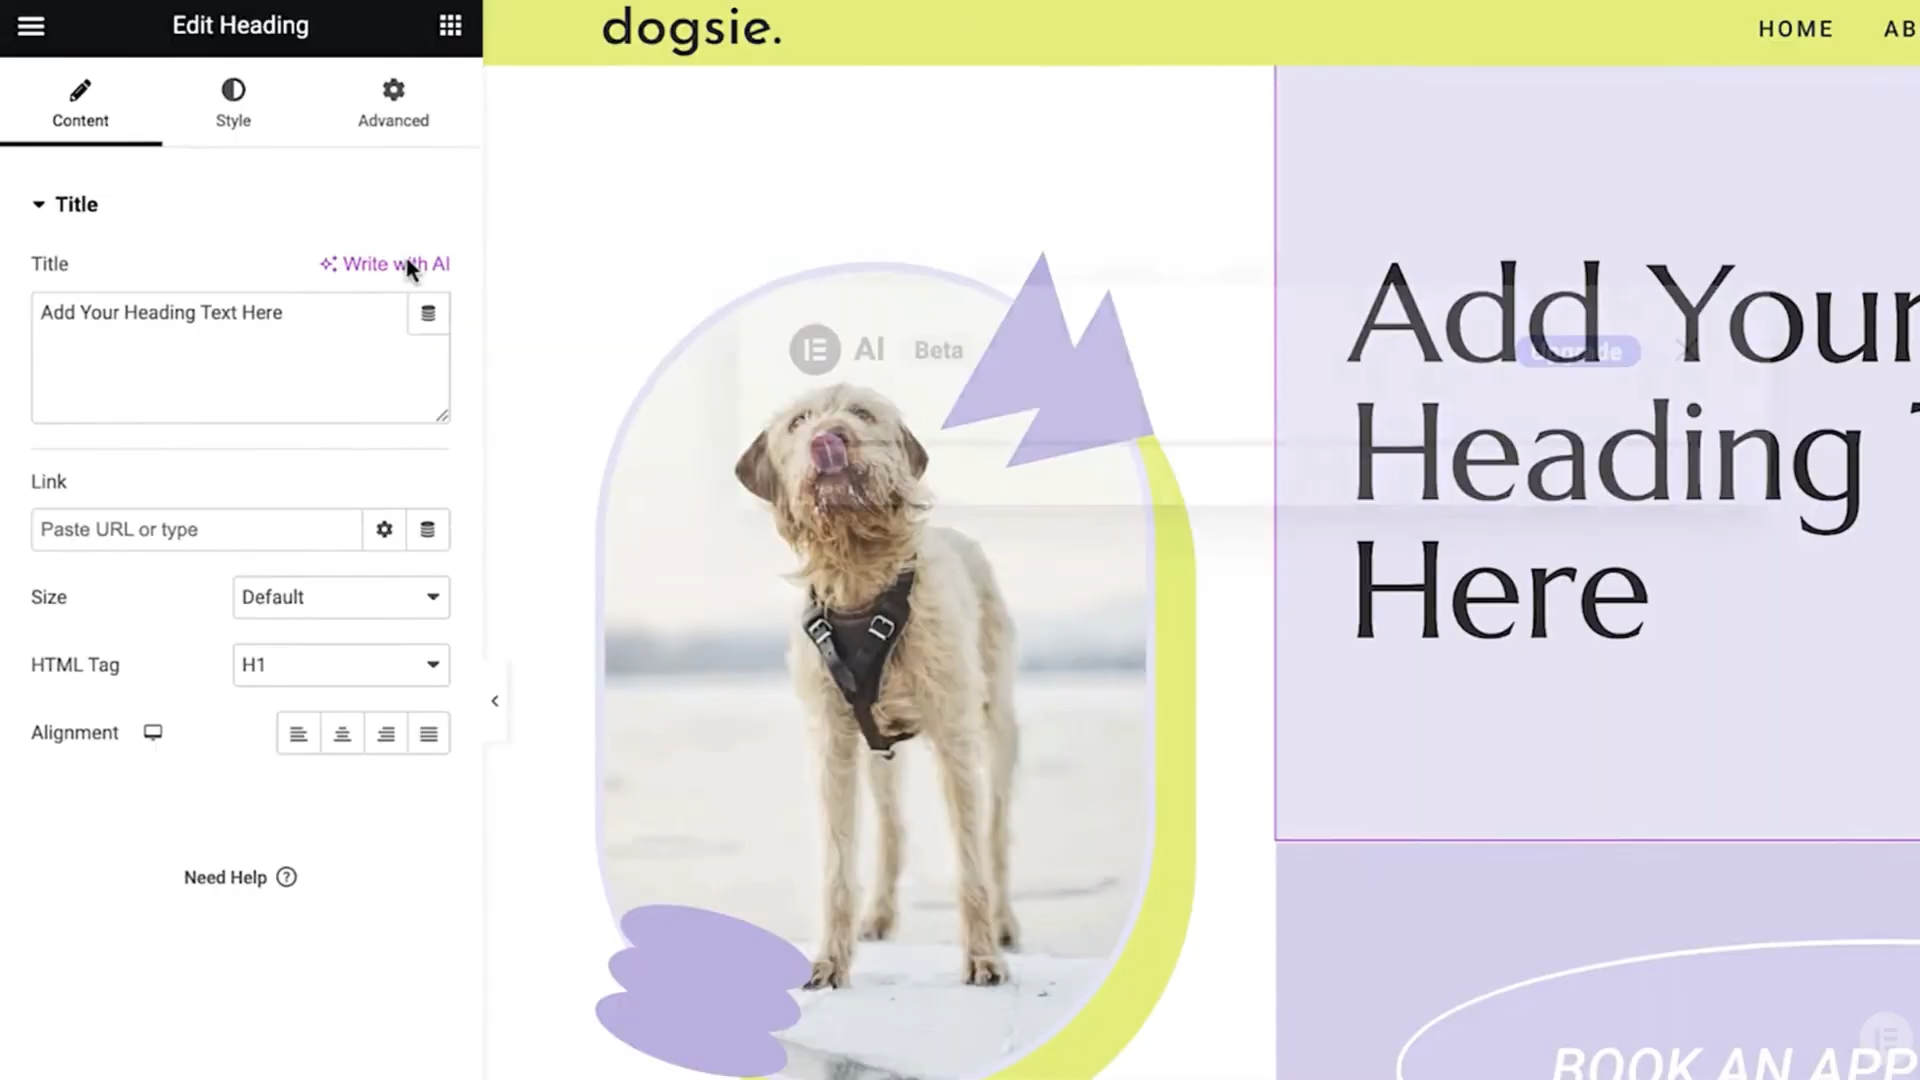 Edit Heading
dogsie.
HOME
AB
Content
Style
Advanced
Title
Title
Write with AI
Add Your Heading Text Here
AI Beta
Upgrade
Add Your
Heading
Here
Link
Paste URL or type
Size
Default
HTML Tag
H1
Alignment
Need Help
BOOK AN APP